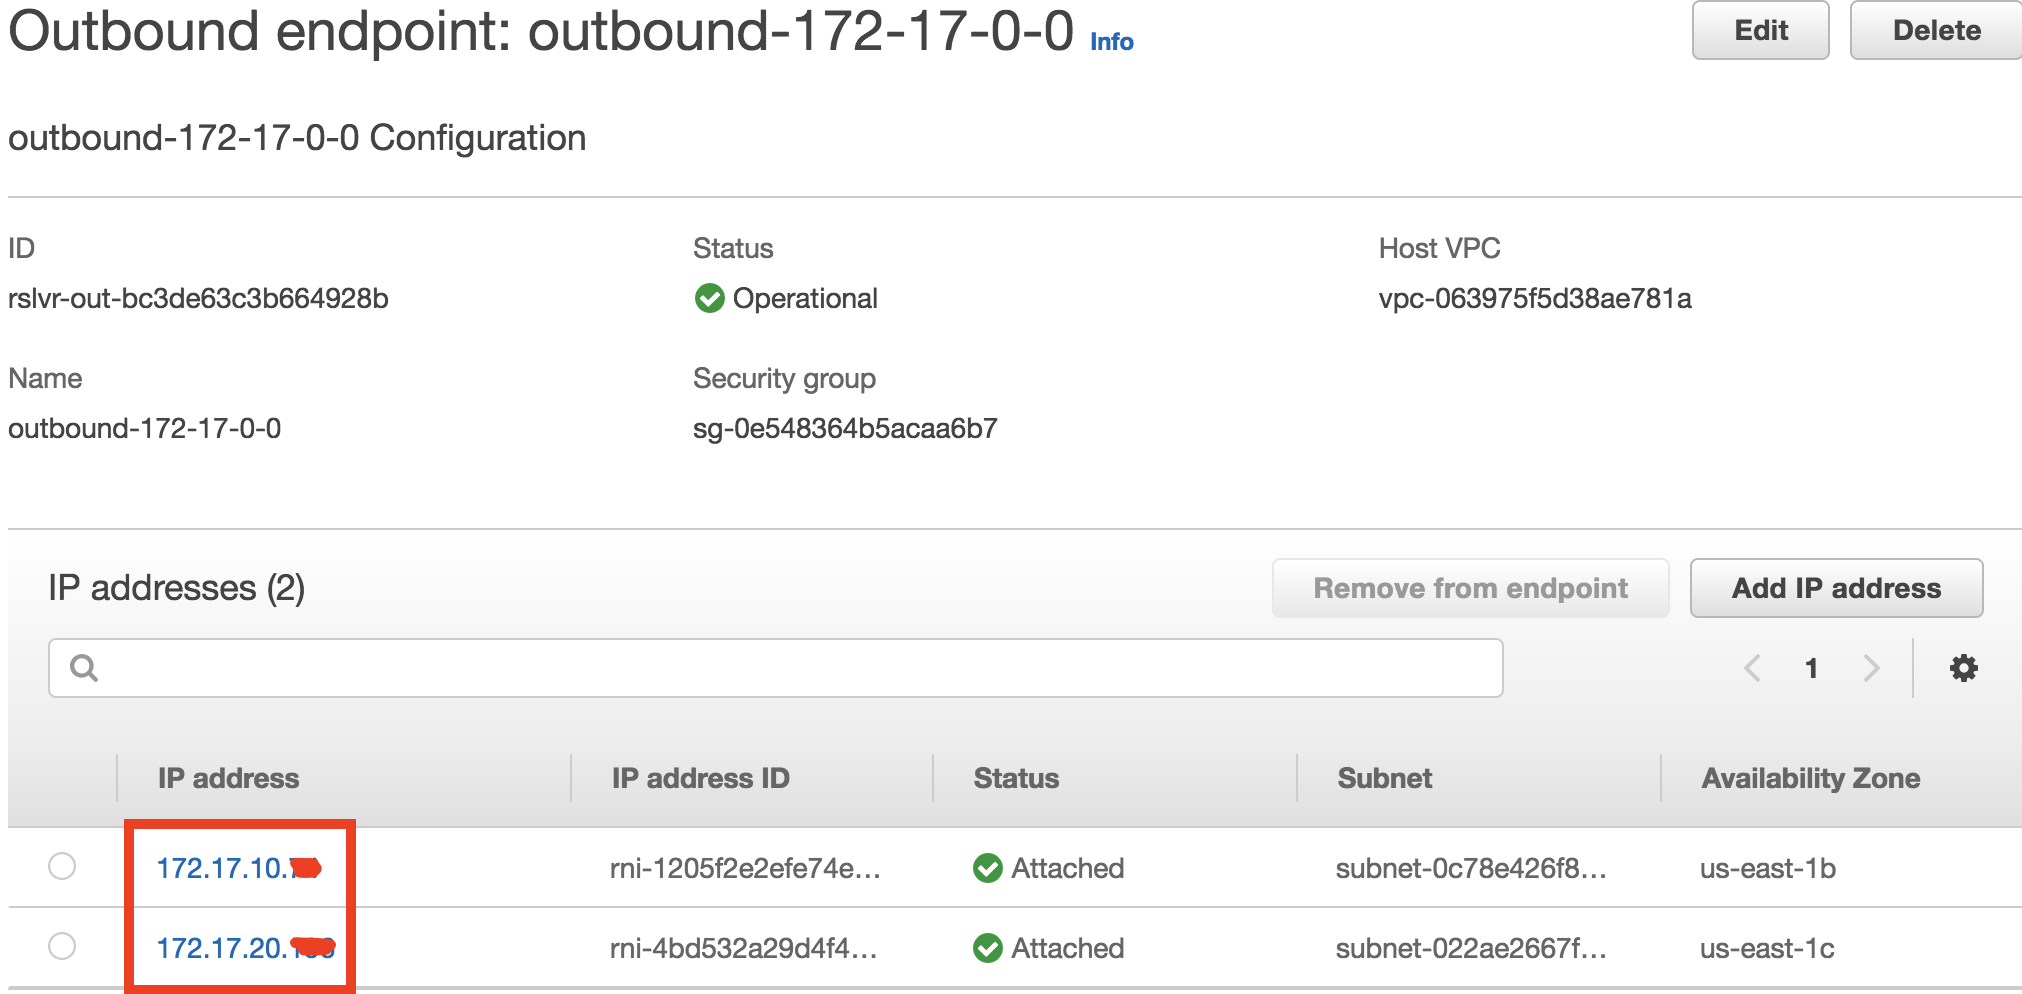 Outbound endpoint: outbound-172-17-0-0 Info
Edit
Delete
outbound-172-17-0-0 Configuration
ID
Status
Host VPC
rslvr-out-bc3de63c3b664928b
Operational
vpc-063975f5d38ae781a
Name
Security group
outbound-172-17-0-0
sg-0e548364b5acaa6b7
IP addresses (2)
Remove from endpoint
Add IP address
1
IP address
IP address ID
Status
Subnet
Availability Zone
172.17.10.
rni-1205f2e2efe74e...
Attached
subnet-0c78e426f8...
us-east-1b
172.17.20.
rni-4bd532a29d4f4...
Attached
subnet-022ae2667f...
us-east-1c